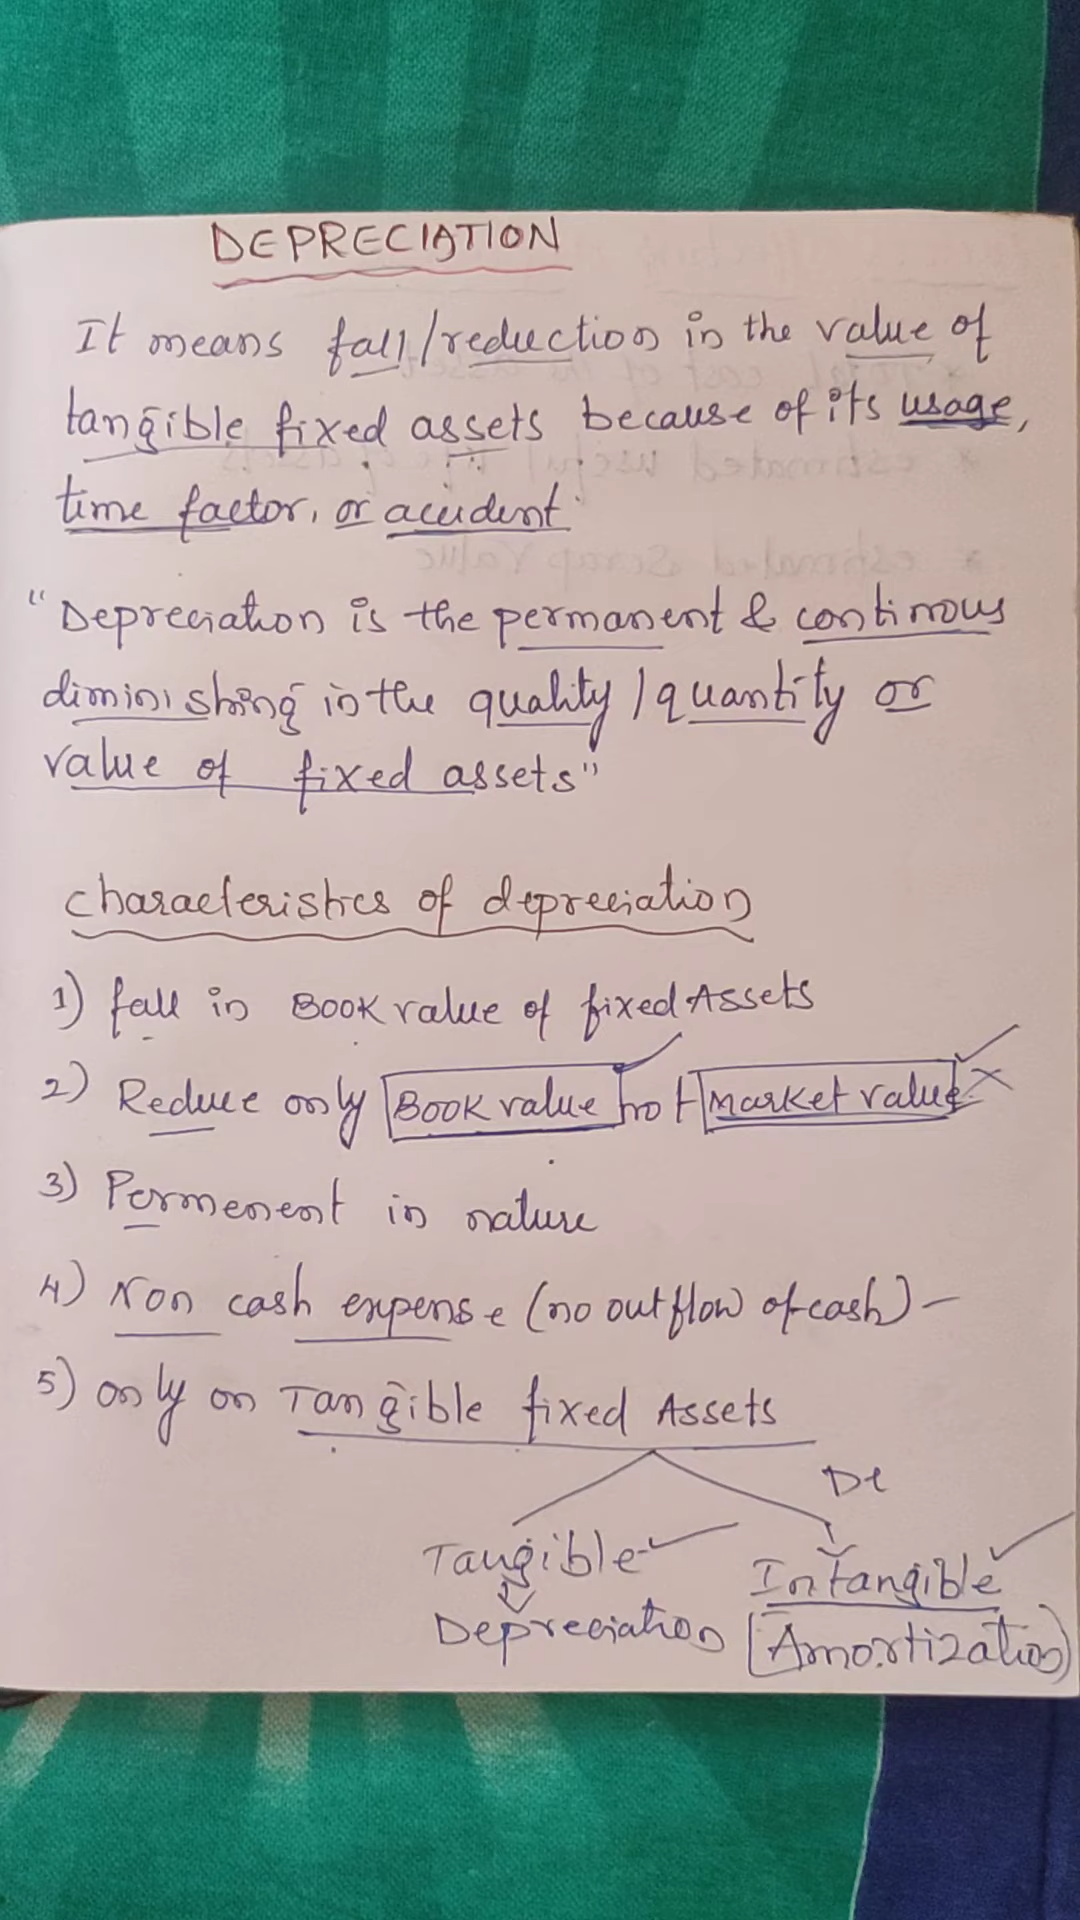 DEPRECIATION
It means fall/reduction in the value of
tangible fixed assets because of its usage,
time factor, or accident
"Depreciation is the permanent & continous
diminishing in the quality/quantity or
value of fixed assets"
characteristics of depreciation
1) fall in BOOK value of fixed Assets
2) Reduce only BOOK value not Market value
3) Permenent in nature
4) Non cash expense (no out flow of cash) -
5) only on Tangible fixed Assets
De
Tangible Intangible
Depreciation (Amortization)